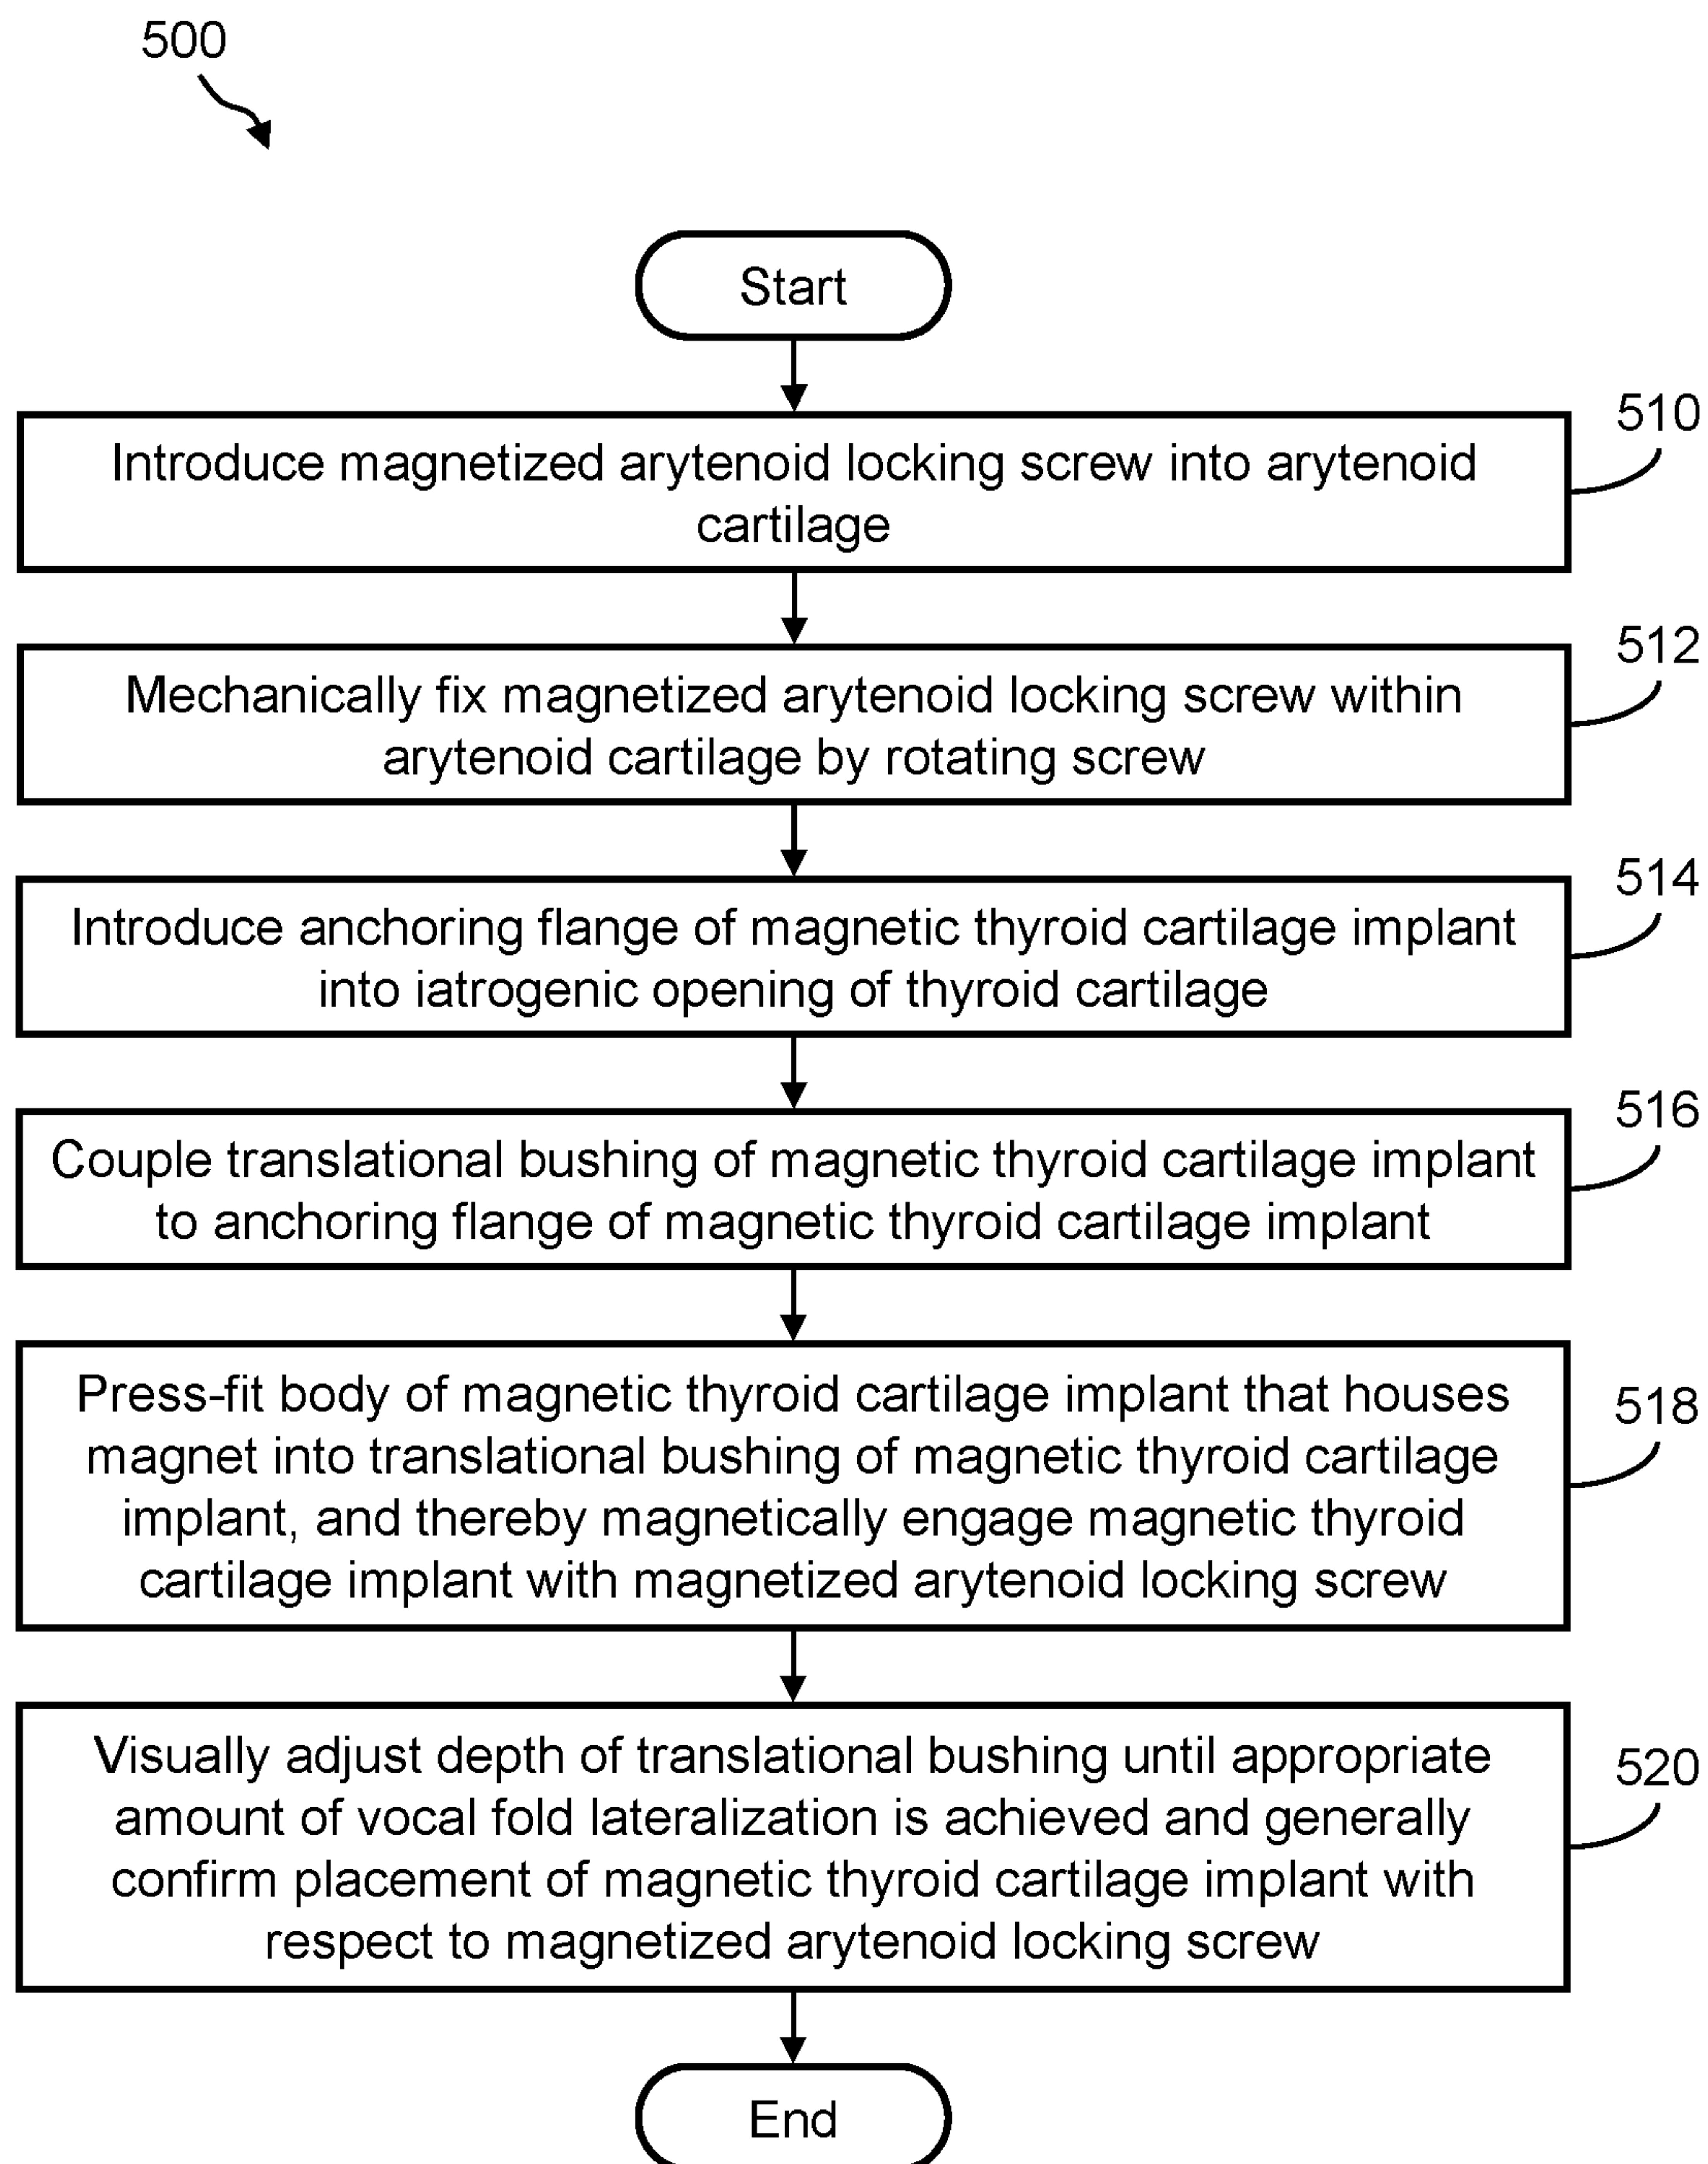 500
Start
510
Introduce magnetized arytenoid locking screw into arytenoid
cartilage
512
Mechanically fix magnetized arytenoid locking screw within
arytenoid cartilage by rotating screw
514
Introduce anchoring flange of magnetic thyroid cartilage implant
into iatrogenic opening of thyroid cartilage
516
Couple translational bushing of magnetic thyroid cartilage implant
to anchoring flange of magnetic thyroid cartilage implant
518
Press-fit body of magnetic thyroid cartilage implant that houses
magnet into translational bushing of magnetic thyroid cartilage
implant, and thereby magnetically engage magnetic thyroid
cartilage implant with magnetized arytenoid locking screw
520
Visually adjust depth of translational bushing until appropriate
amount of vocal fold lateralization is achieved and generally
confirm placement of magnetic thyroid cartilage implant with
respect to magnetized arytenoid locking screw
End